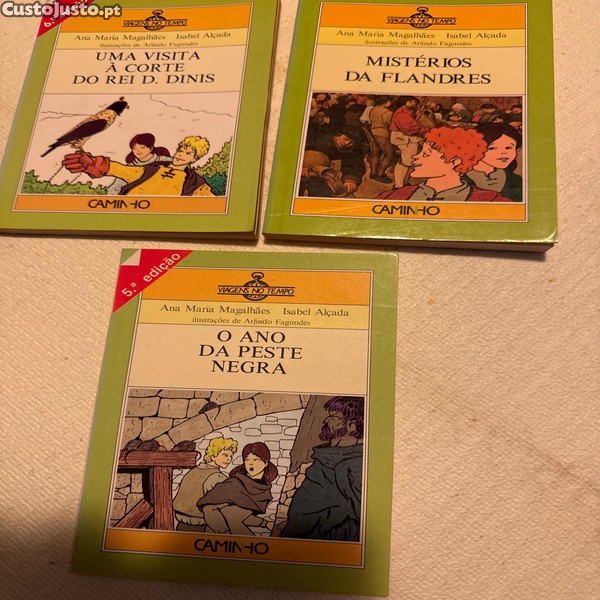 CustoJusto.pt
VIAGENS NO TEMPO
Ana Maria Magalhães Isabel Alçada
ilustrações de Arlindo Fagundes
UMA VISITA
À CORTE
DO REI D. DINIS
CAMINHO
VIAGENS NO TEMPO
Ana Maria Magalhães Isabel Alçada
ilustrações de Arlindo Fagundes
MISTÉRIOS
DA FLANDRES
CAMINHO
5.ª edição
VIAGENS NO TEMPO
Ana Maria Magalhães Isabel Alçada
ilustrações de Arlindo Fagundes
O ANO
DA PESTE
NEGRA
CAMINHO